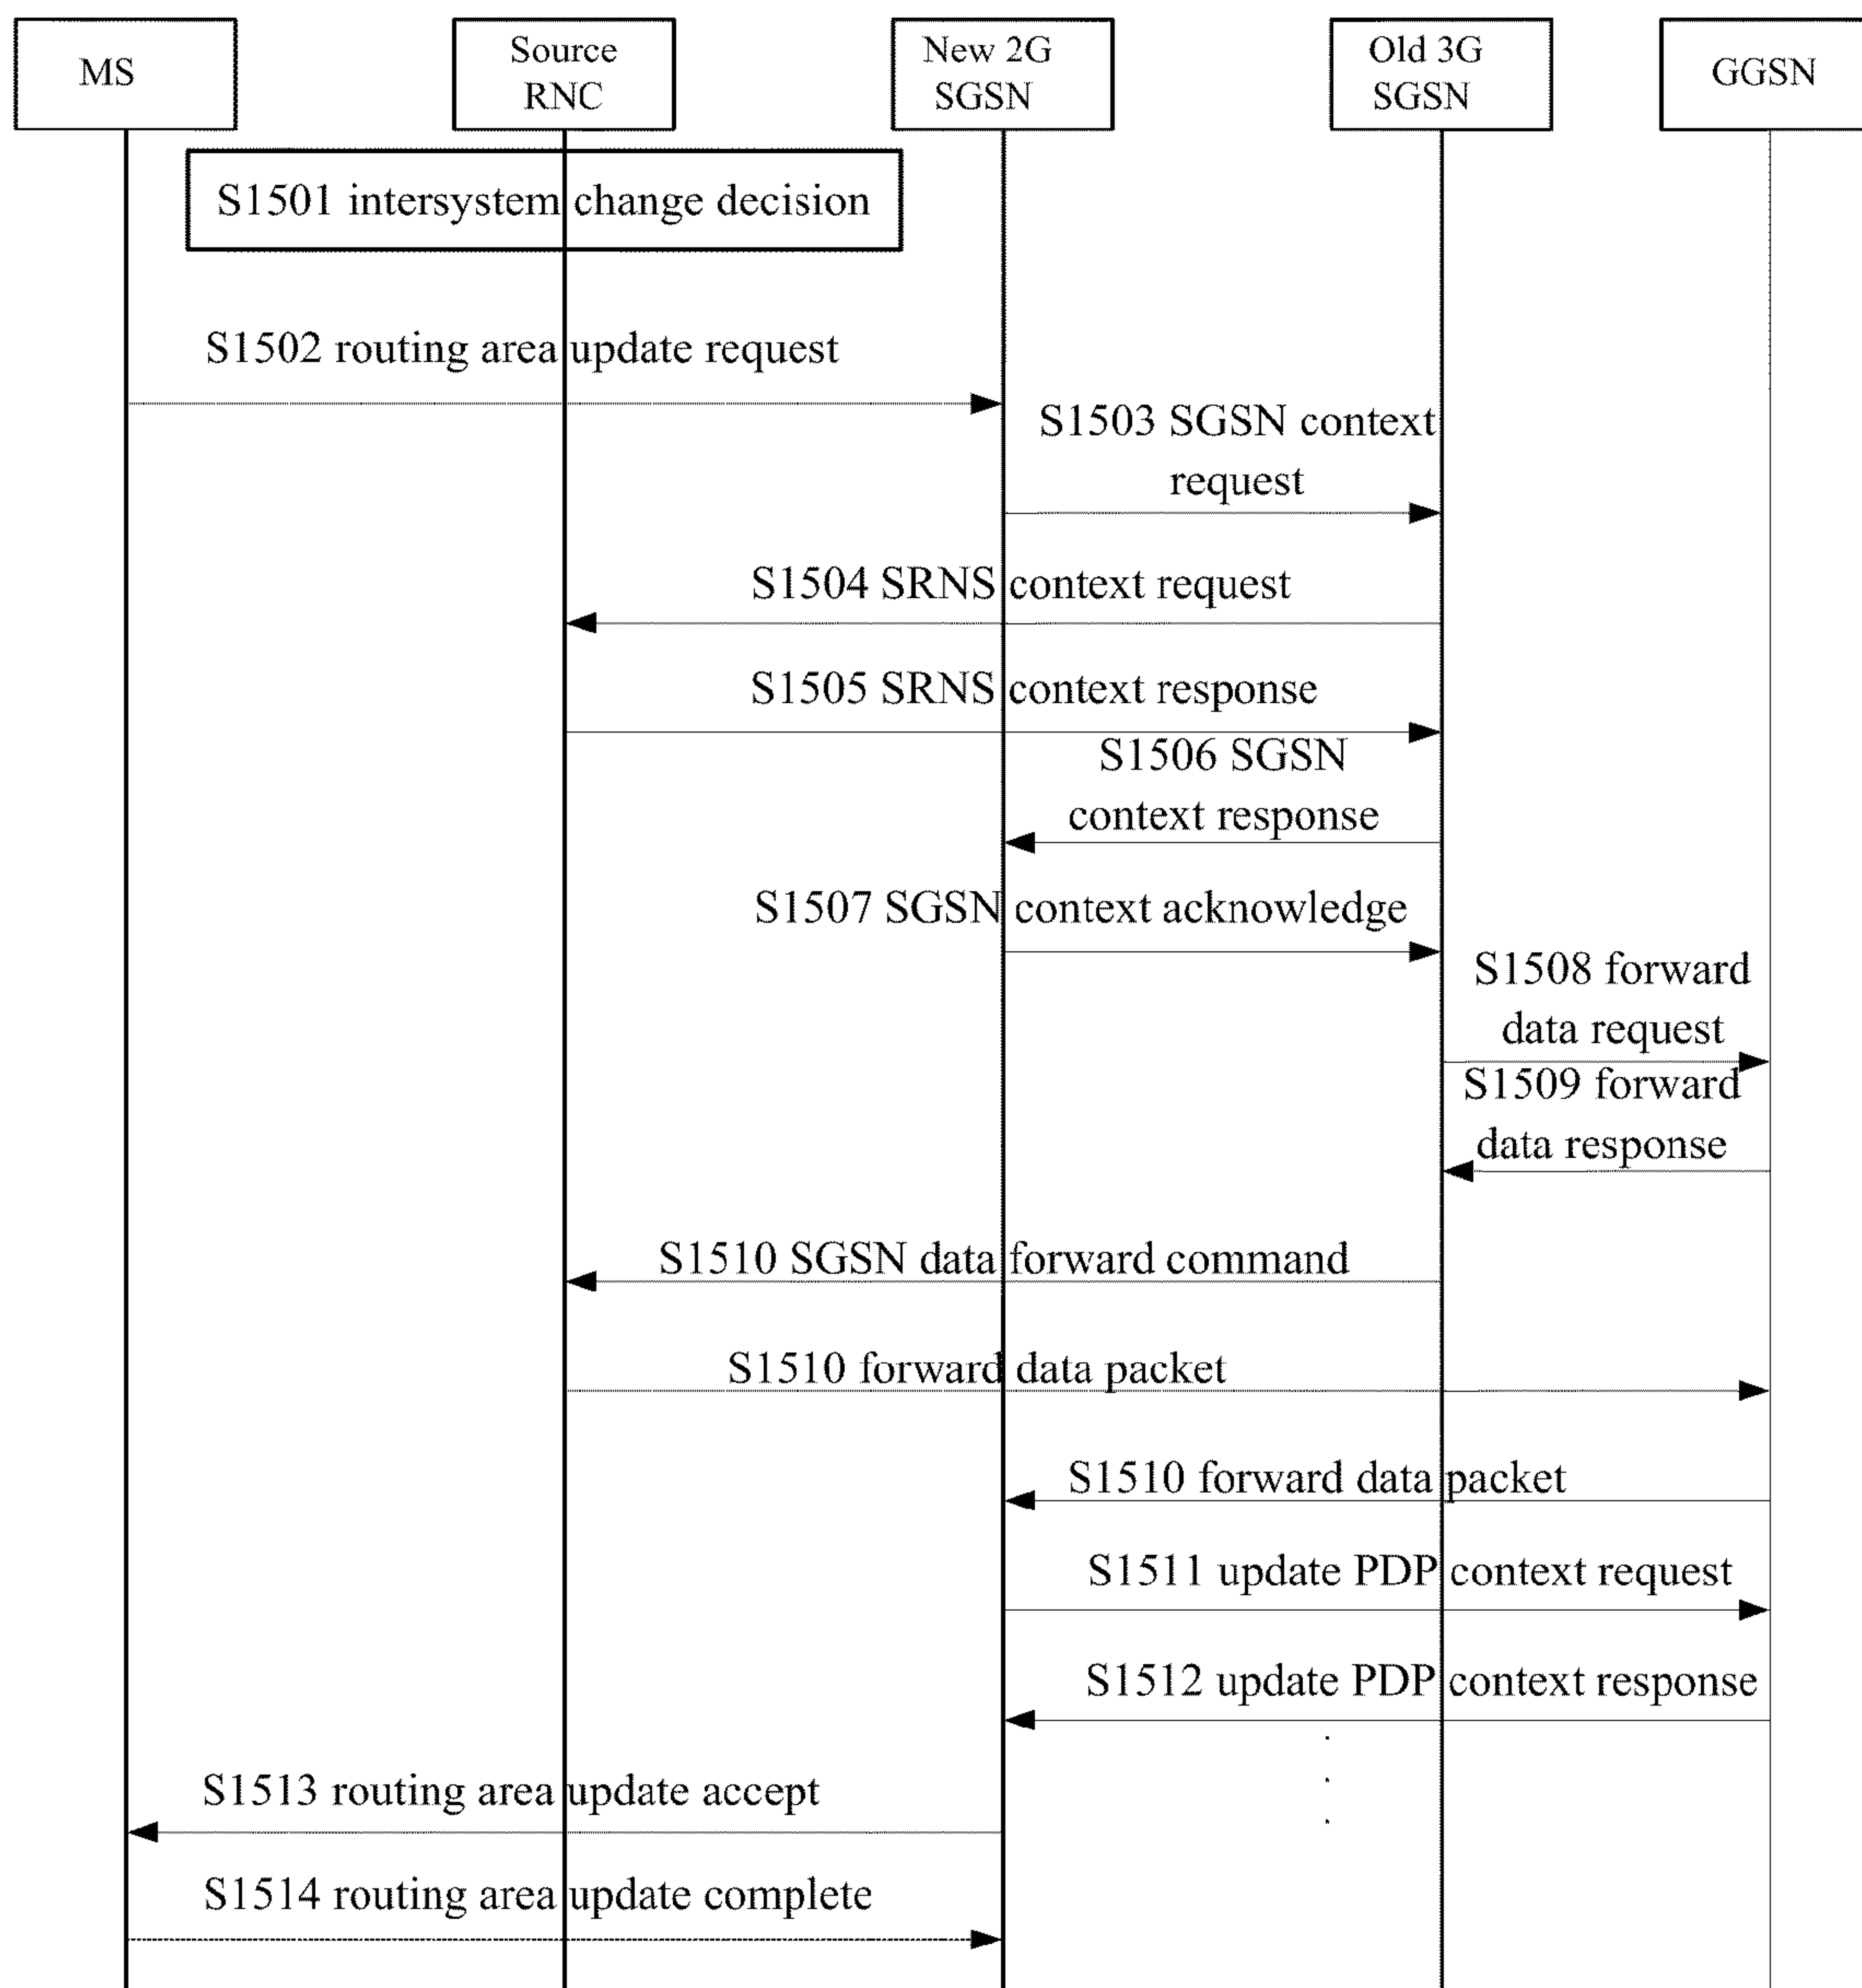 MS
Source
RNC
New 2G
SGSN
Old 3G
SGSN
GGSN
S1501 intersystem change decision
S1502 routing area update request
S1503 SGSN context
request
S1504 SRNS context request
S1505 SRNS context response
S1506 SGSN
context response
S1507 SGSN context acknowledge
S1508 forward
data request
S1509 forward
data response
S1510 SGSN data forward command
S1510 forward data packet
S1510 forward data packet
S1511 update PDP context request
S1512 update PDP context response
S1513 routing area update accept
S1514 routing area update complete